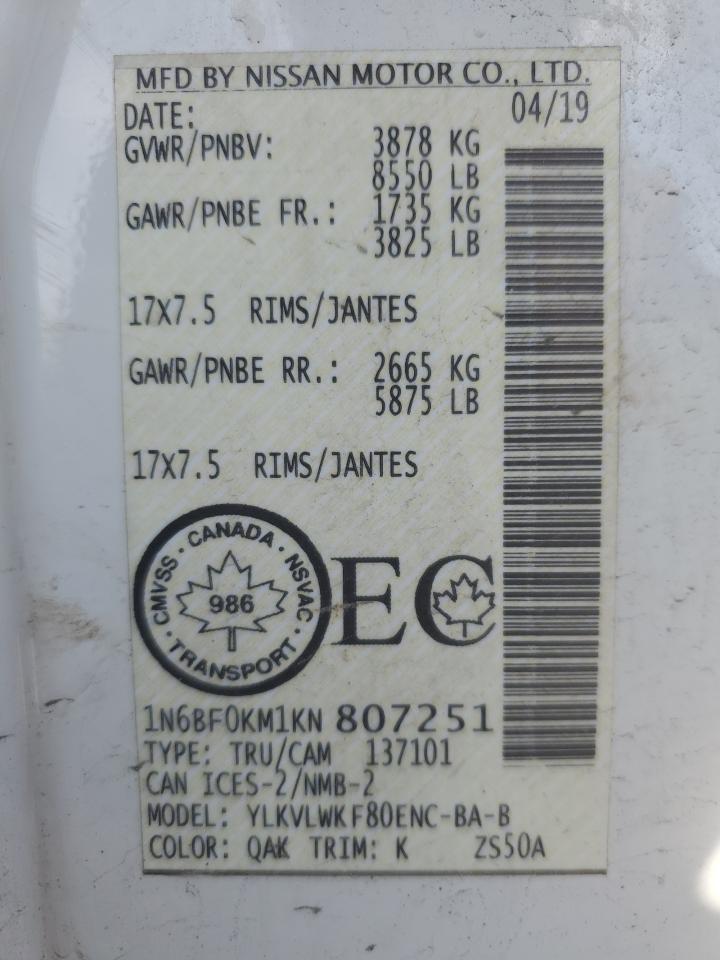 MFD BY NISSAN MOTOR CO., LTD.
DATE: 04/19
GVWR/PNBV: 3878 KG
8550 LB
GAWR/PNBE FR.: 1735 KG
3825 LB
17X7.5 RIMS/JANTES
GAWR/PNBE RR.: 2665 KG
5875 LB
17X7.5 RIMS/JANTES
CMVSS · CANADA · NSVAC · TRANSPORT ·
986
EC
1N6BF0KM1KN 807251
TYPE: TRU/CAM 137101
CAN ICES-2/NMB-2
MODEL: YLKVLWKF80ENC-BA-B
COLOR: QAK TRIM: K ZS50A